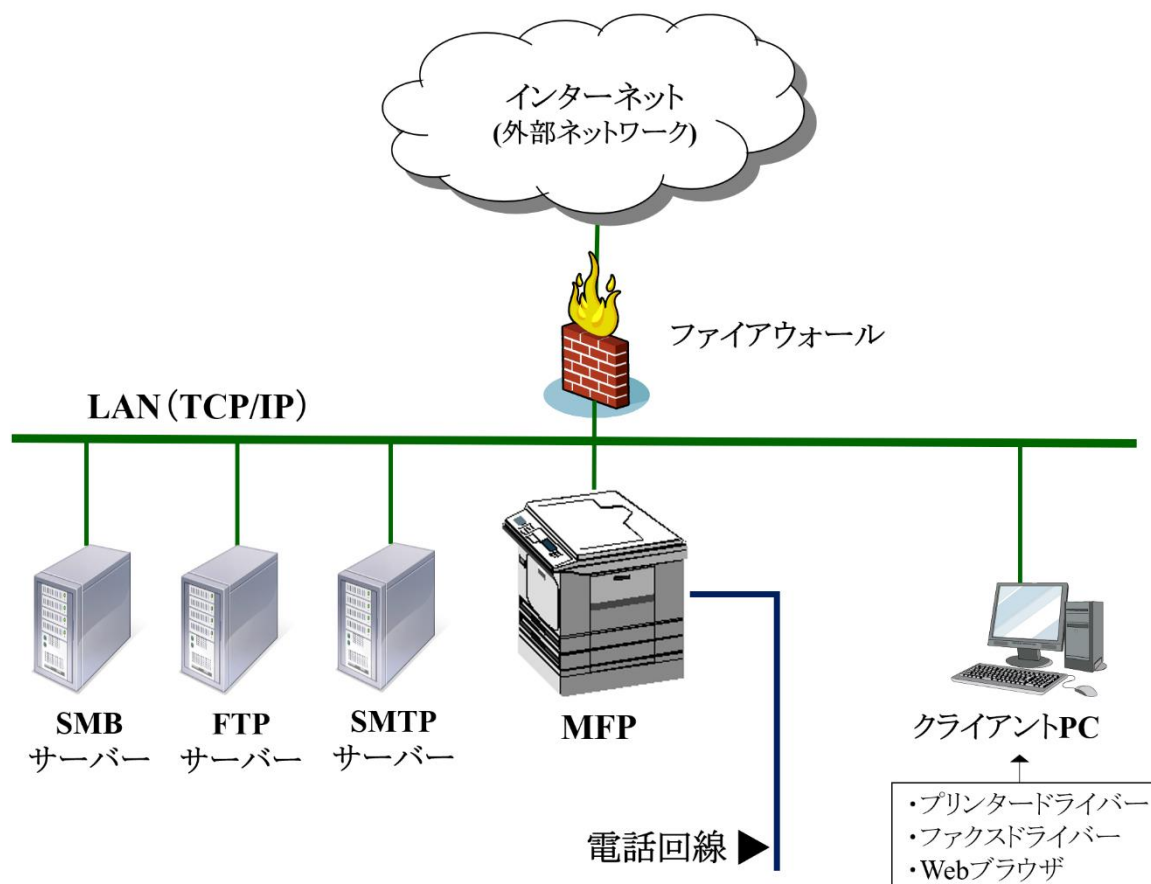 インターネット
(外部ネットワーク)
ファイアウォール
LAN(TCP/IP)
SMB
サーバー
FTP
サーバー
SMTP
サーバー
MFP
クライアントPC
・プリンタードライバー
・ファクスドライバー
・Webブラウザ
電話回線▶